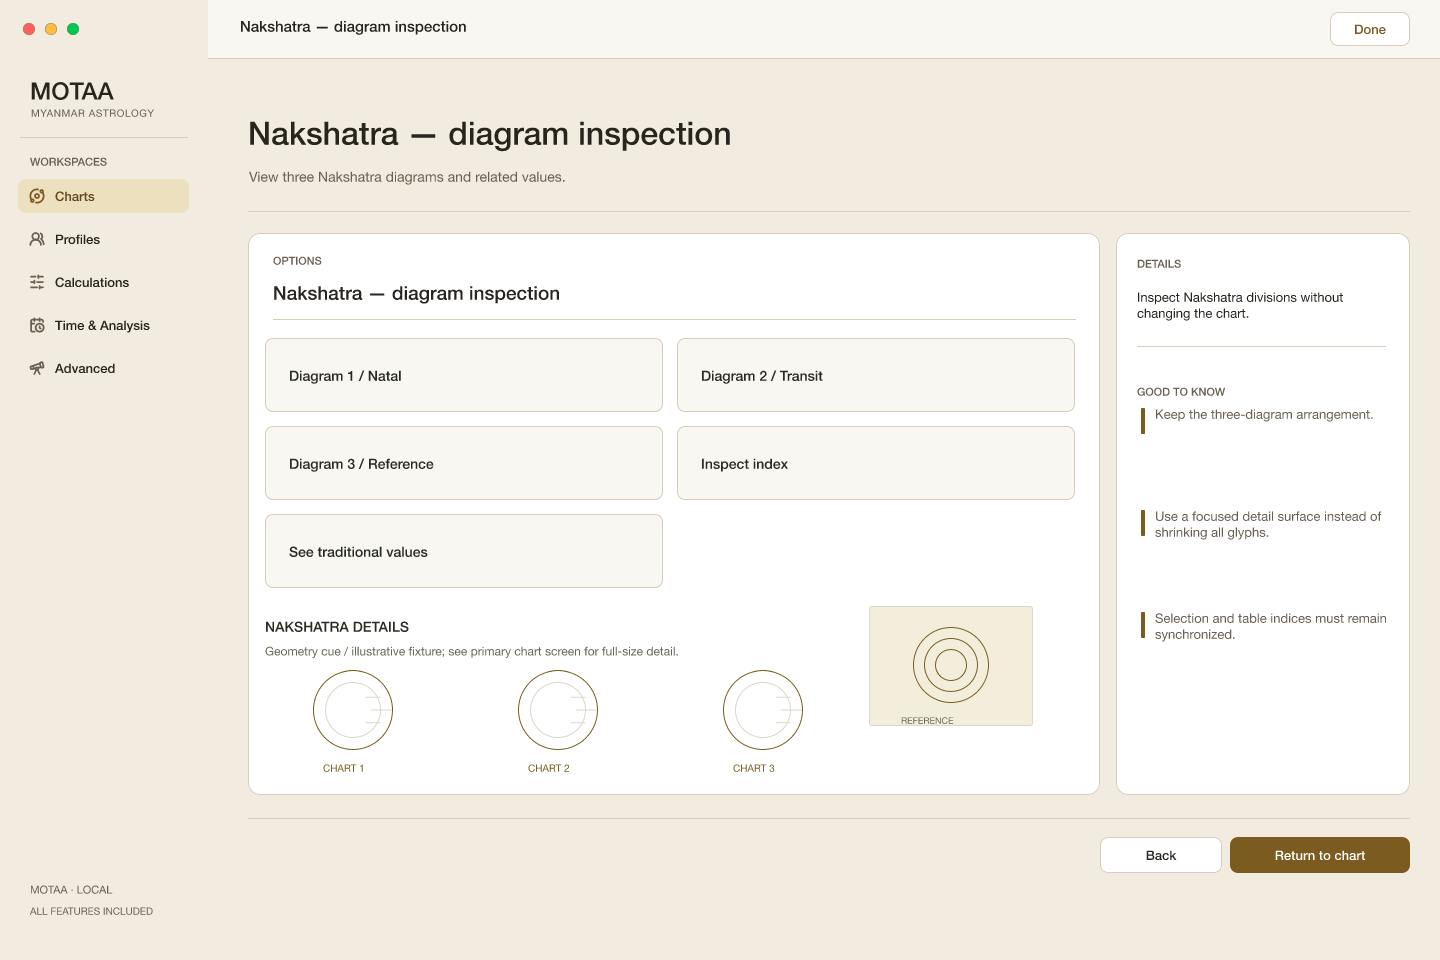 Nakshatra — diagram inspection
Done
MOTAA
MYANMAR ASTROLOGY
WORKSPACES
Charts
Profiles
Calculations
Time & Analysis
Advanced
MOTAA · LOCAL
ALL FEATURES INCLUDED
Nakshatra — diagram inspection
View three Nakshatra diagrams and related values.
OPTIONS
Nakshatra — diagram inspection
Diagram 1 / Natal
Diagram 2 / Transit
Diagram 3 / Reference
Inspect index
See traditional values
NAKSHATRA DETAILS
Geometry cue / illustrative fixture; see primary chart screen for full-size detail.
CHART 1
CHART 2
CHART 3
REFERENCE
DETAILS
Inspect Nakshatra divisions without
changing the chart.
GOOD TO KNOW
Keep the three-diagram arrangement.
Use a focused detail surface instead of
shrinking all glyphs.
Selection and table indices must remain
synchronized.
Back
Return to chart